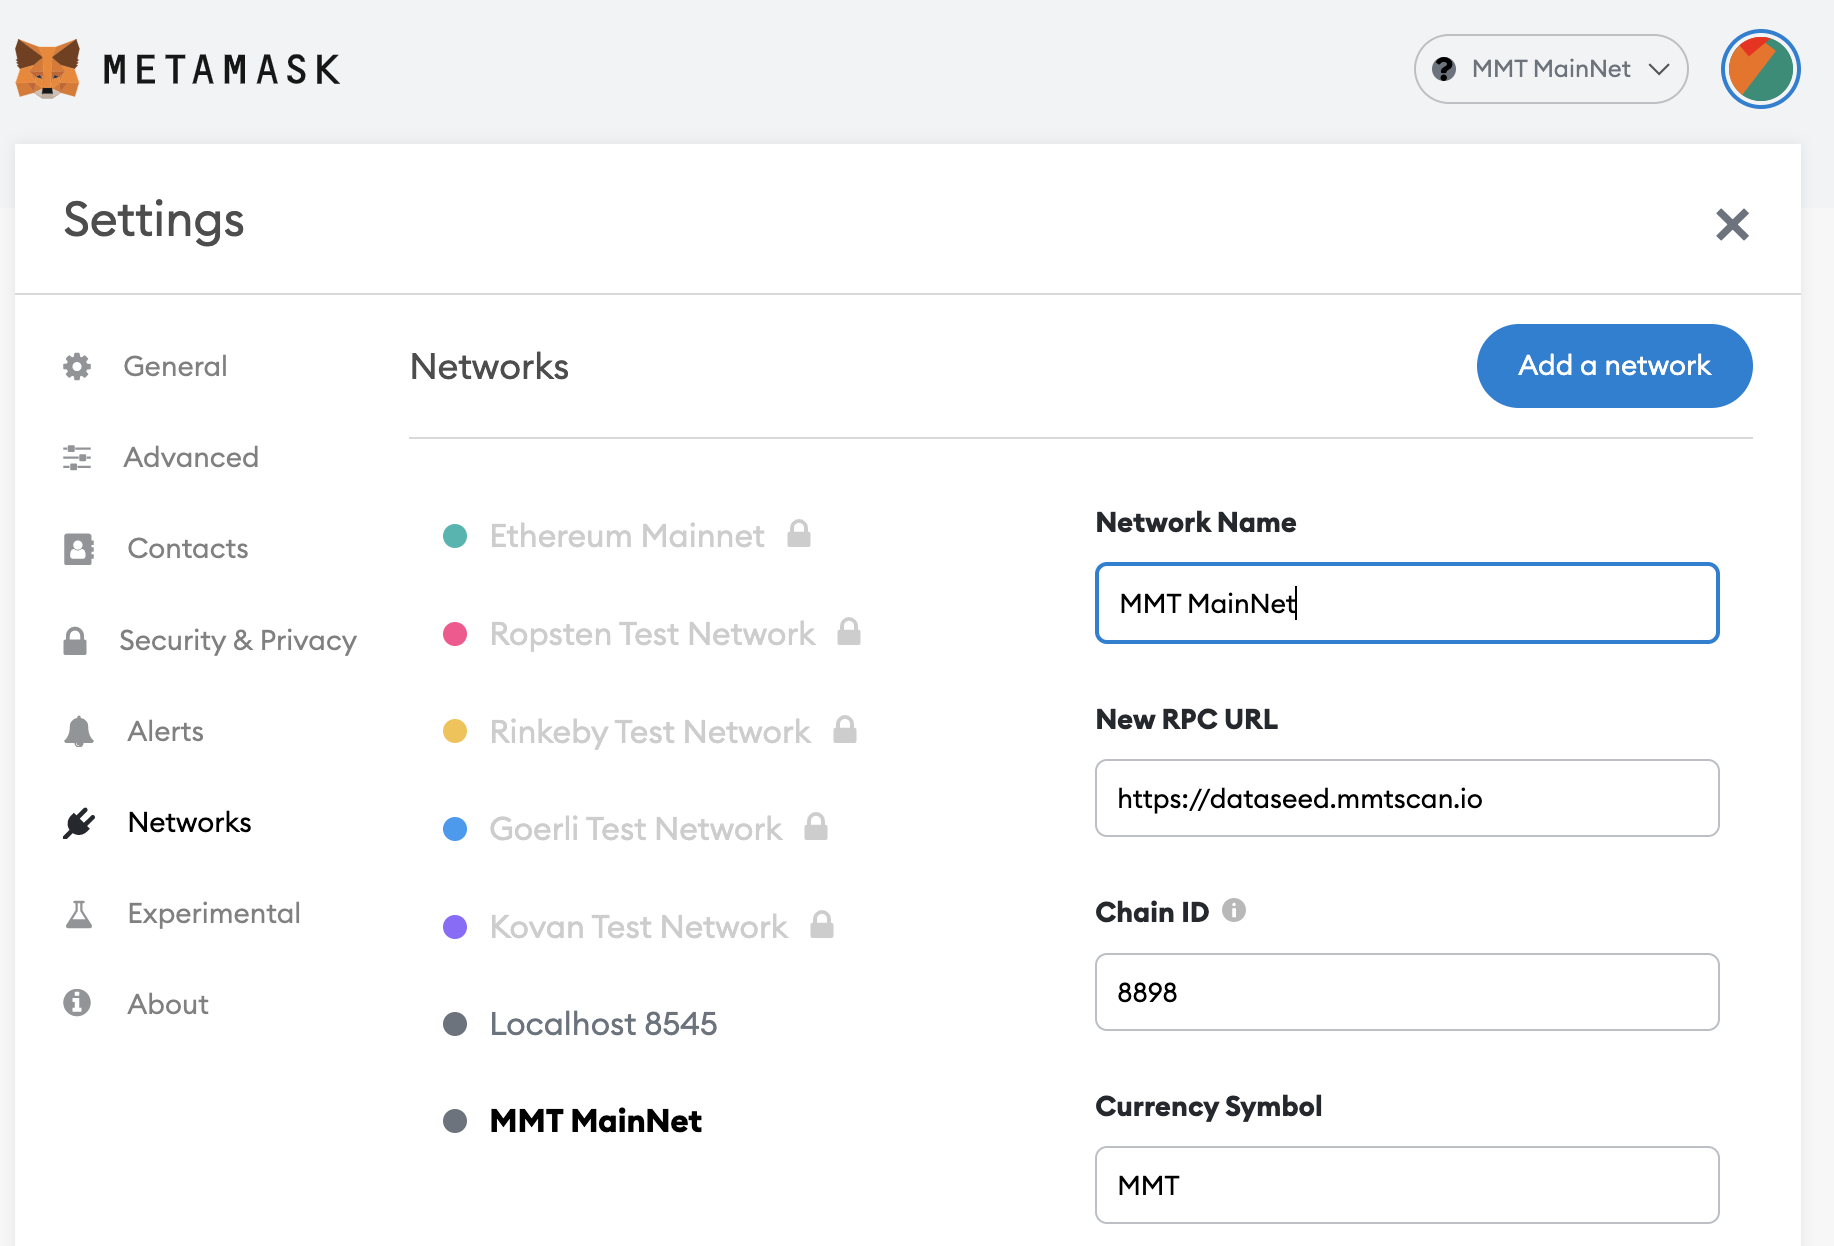 METAMASK
MMT MainNet
Settings
General
Advanced
Contacts
Security & Privacy
Alerts
Networks
Experimental
About
Networks
Add a network
Ethereum Mainnet
Ropsten Test Network
Rinkeby Test Network
Goerli Test Network
Kovan Test Network
Localhost 8545
MMT MainNet
Network Name
MMT MainNet
New RPC URL
https://dataseed.mmtscan.io
Chain ID
8898
Currency Symbol
MMT